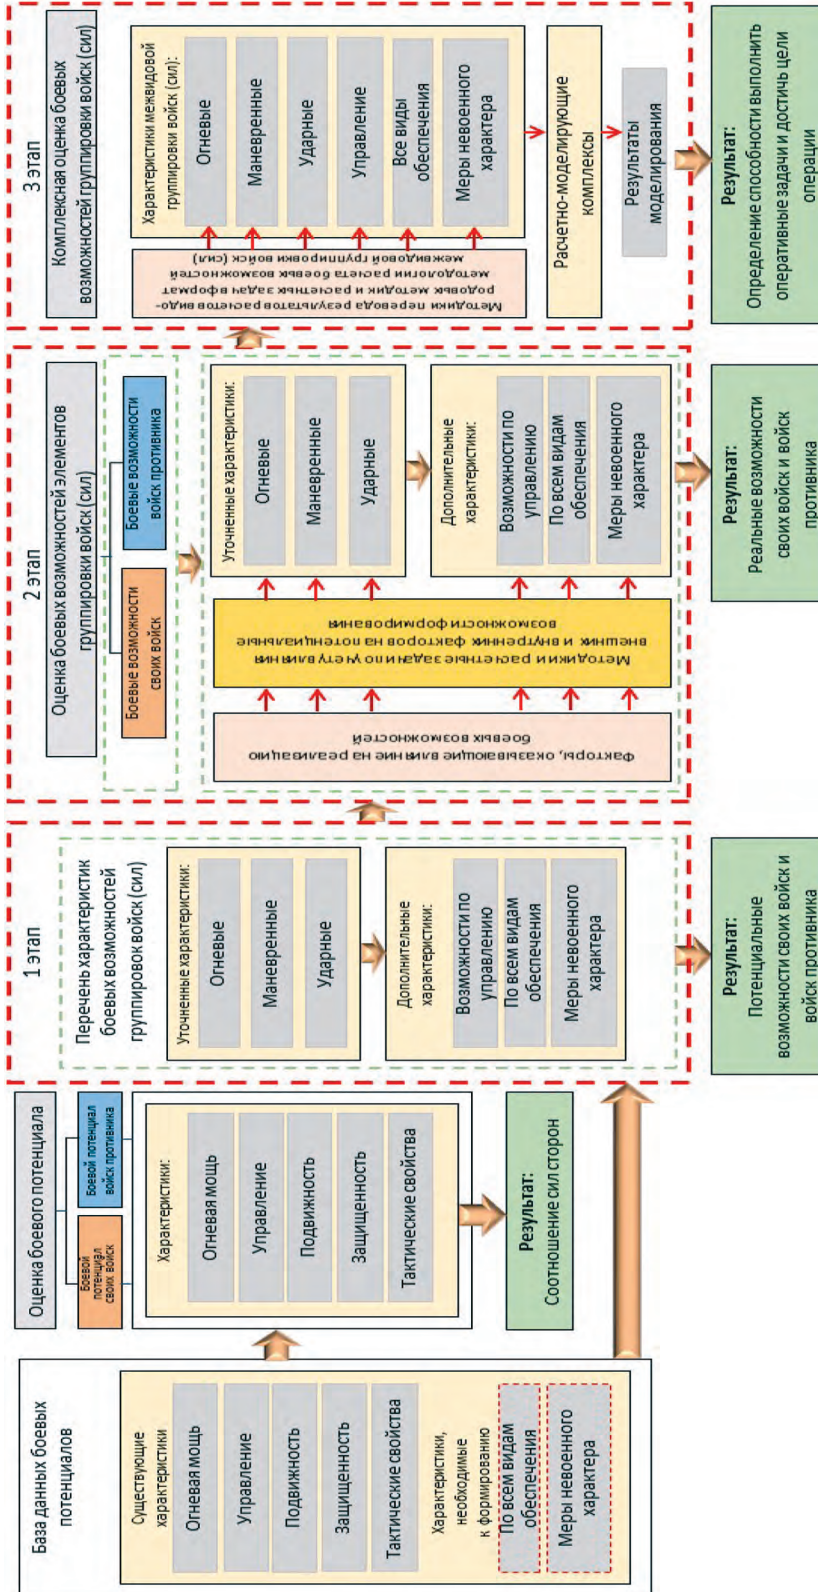 База данных боевых
потенциалов
Существующие
характеристики
Огневая мощь
Управление
Подвижность
Защищенность
Тактические свойства
Характеристики,
необходимые
к формированию
По всем видам
обеспечения
Меры невоенного
характера
Оценка боевого потенциала
Боевой
потенциал
своих войск
Боевой потенциал
войск противника
Характеристики:
Огневая мощь
Управление
Подвижность
Защищенность
Тактические свойства
Результат:
Соотношение сил сторон
1 этап
Перечень характеристик
боевых возможностей
группировок войск (сил)
Уточненные характеристики:
Огневые
Маневренные
Ударные
Дополнительные
характеристики:
Возможности по
управлению
По всем видам
обеспечения
Меры невоенного
характера
Результат:
Потенциальные
возможности своих войск и
войск противника
2 этап
Оценка боевых возможностей элементов
группировки войск (сил)
Боевые возможности
своих войск
Боевые возможности
войск противника
Факторы, оказывающие влияние на реализацию
боевых возможностей
Методики и расчетные задачи по учету влияния
внешних и внутренних факторов на потенциальные
возможности формирования
Уточненные характеристики:
Огневые
Маневренные
Ударные
Дополнительные
характеристики:
Возможности по
управлению
По всем видам
обеспечения
Меры невоенного
характера
Результат:
Реальные возможности
своих войск и войск
противника
3 этап
Комплексная оценка боевых
возможностей группировки войск (сил)
Методики перевода результатов расчетов видо-
родовых методик и расчетных задач в формат
методологии расчета боевых возможностей
межвидовой группировки войск (сил)
Характеристики межвидовой
группировки войск (сил):
Огневые
Маневренные
Ударные
Управление
Все виды
обеспечения
Меры невоенного
характера
Расчетно-моделирующие
комплексы
Результаты
моделирования
Результат:
Определение способности выполнить
оперативные задачи и достичь цели
операции